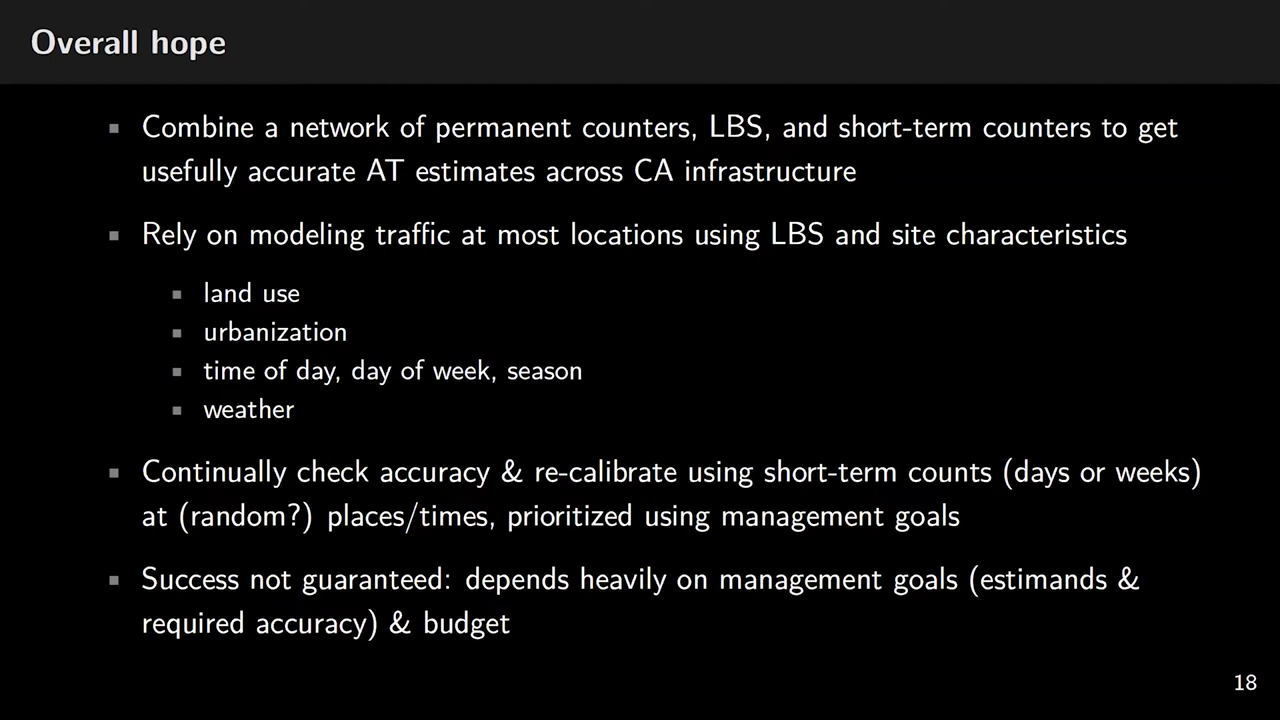 Overall hope
Combine a network of permanent counters, LBS, and short-term counters to get
usefully accurate AT estimates across CA infrastructure
Rely on modeling traffic at most locations using LBS and site characteristics
land use
urbanization
time of day, day of week, season
weather
Continually check accuracy & re-calibrate using short-term counts (days or weeks)
at (random?) places/times, prioritized using management goals
Success not guaranteed: depends heavily on management goals (estimands &
required accuracy) & budget
18